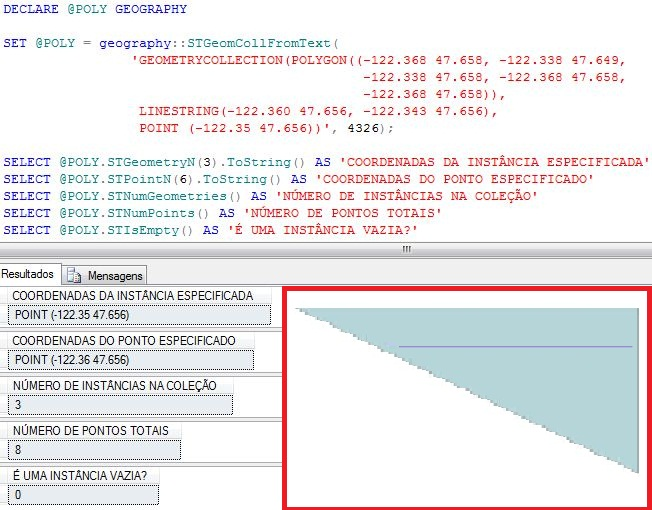 DECLARE @POLY GEOGRAPHY
SET @POLY = geography::STGeomCollFromText(
'GEOMETRYCOLLECTION(POLYGON((-122.368 47.658, -122.338 47.649,
-122.338 47.658, -122.368 47.658,
-122.368 47.658)),
LINESTRING(-122.360 47.656, -122.343 47.656),
POINT (-122.35 47.656))', 4326);
SELECT @POLY.STGeometryN(3).ToString() AS 'COORDENADAS DA INSTÂNCIA ESPECIFICADA'
SELECT @POLY.STPointN(6).ToString() AS 'COORDENADAS DO PONTO ESPECIFICADO'
SELECT @POLY.STNumGeometries() AS 'NÚMERO DE INSTÂNCIAS NA COLEÇÃO'
SELECT @POLY.STNumPoints() AS 'NÚMERO DE PONTOS TOTAIS'
SELECT @POLY.STIsEmpty() AS 'É UMA INSTÂNCIA VAZIA?'
Resultados Mensagens
COORDENADAS DA INSTÂNCIA ESPECIFICADA
POINT (-122.35 47.656)
COORDENADAS DO PONTO ESPECIFICADO
POINT (-122.36 47.656)
NÚMERO DE INSTÂNCIAS NA COLEÇÃO
3
NÚMERO DE PONTOS TOTAIS
8
É UMA INSTÂNCIA VAZIA?
0